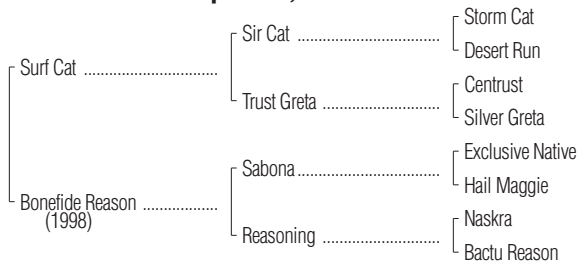 Storm Cat
Sir Cat ........................................
Desert Run
Surf Cat .....................................
Centrust
Trust Greta .................................
Silver Greta
Exclusive Native
Sabona........................................
Hail Maggie
Bonefide Reason .....................
(1998)
Naskra
Reasoning ..................................
Bactu Reason